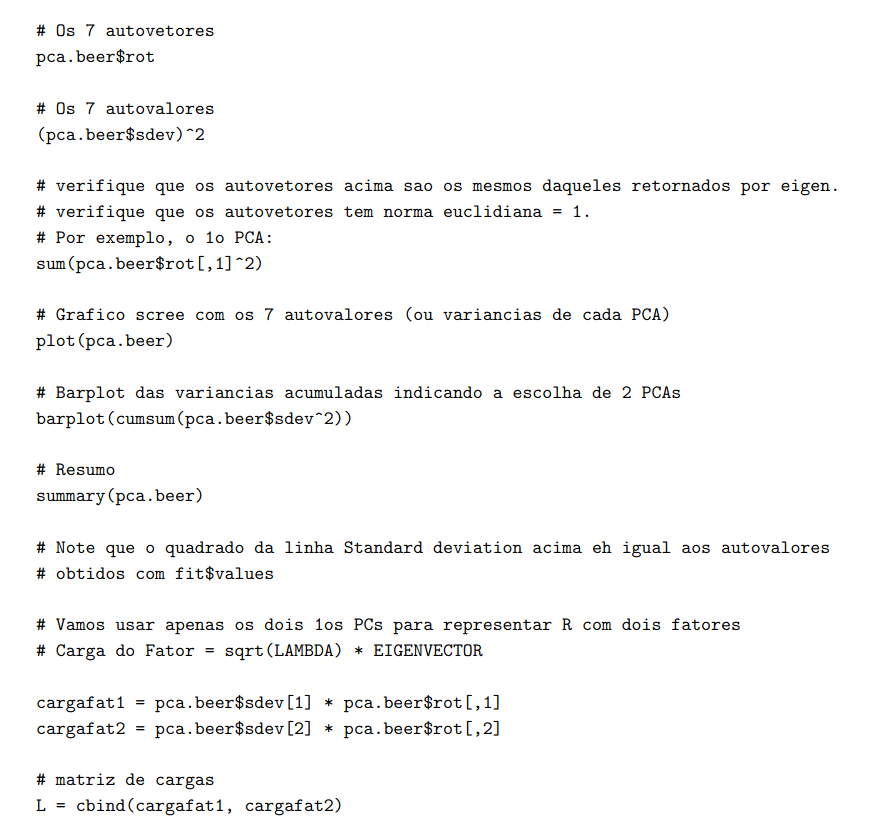 # Os 7 autovetores
pca.beer$rot
# Os 7 autovalores
(pca.beer$sdev)^2
# verifique que os autovetores acima sao os mesmos daqueles retornados por eigen.
# verifique que os autovetores tem norma euclidiana = 1.
# Por exemplo, o 1o PCA:
sum(pca.beer$rot[,1]^2)
# Grafico scree com os 7 autovalores (ou variancias de cada PCA)
plot(pca.beer)
# Barplot das variancias acumuladas indicando a escolha de 2 PCAs
barplot(cumsum(pca.beer$sdev^2))
# Resumo
summary(pca.beer)
# Note que o quadrado da linha Standard deviation acima eh igual aos autovalores
# obtidos com fit$values
# Vamos usar apenas os dois 1os PCs para representar R com dois fatores
# Carga do Fator = sqrt(LAMBDA) * EIGENVECTOR
cargafat1 = pca.beer$sdev[1] * pca.beer$rot[,1]
cargafat2 = pca.beer$sdev[2] * pca.beer$rot[,2]
# matriz de cargas
L = cbind(cargafat1, cargafat2)